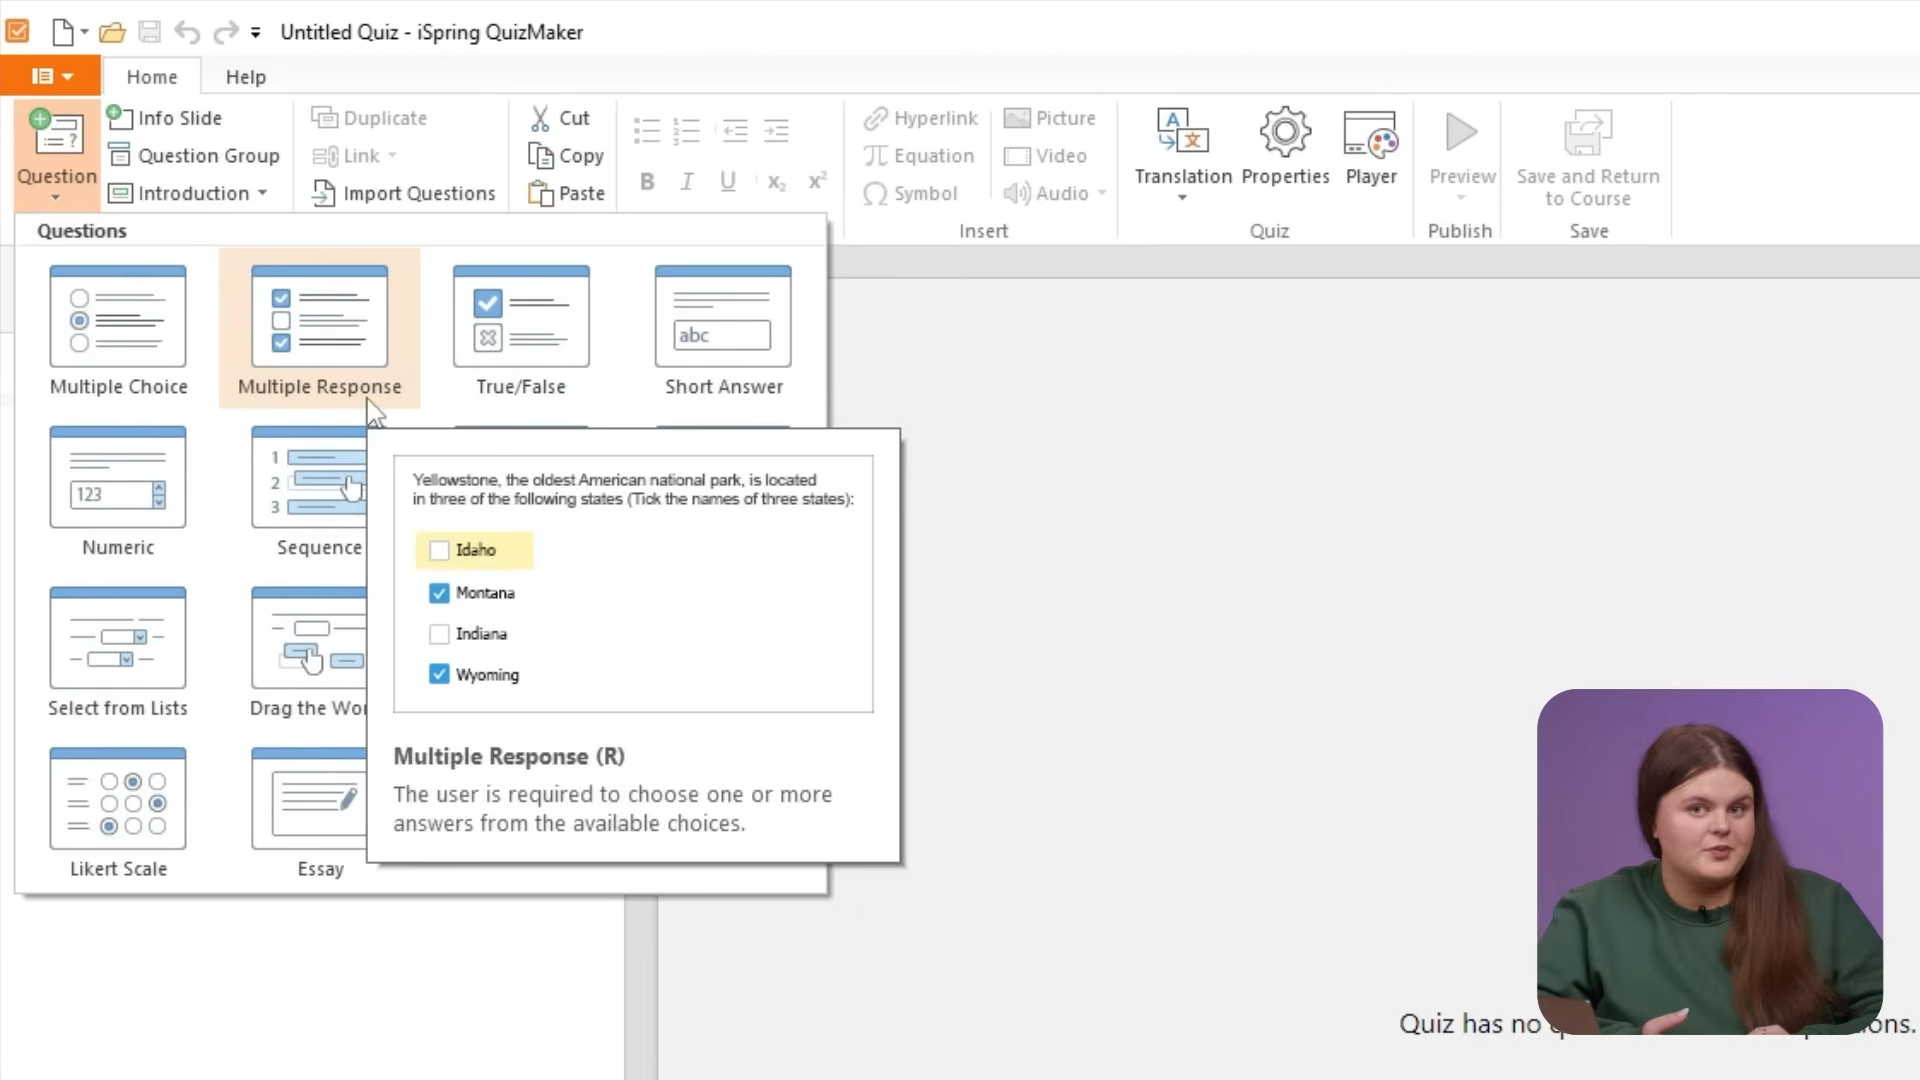 Untitled Quiz - iSpring QuizMaker
Home
Help
Question
Info Slide
Question Group
Introduction
Duplicate
Link
Import Questions
Cut
Copy
Paste
B I U X₂ X²
Hyperlink
Equation
Symbol
Picture
Video
Audio
Insert
Translation
Properties
Player
Quiz
Preview
Publish
Save and Return
to Course
Save
Questions
Multiple Choice
Multiple Response
True/False
abc
Short Answer
123
Numeric
1
2
3
Sequence
Select from Lists
Drag the Wor
Likert Scale
Essay
Yellowstone, the oldest American national park, is located
in three of the following states (Tick the names of three states):
Idaho
Montana
Indiana
Wyoming
Multiple Response (R)
The user is required to choose one or more
answers from the available choices.
Quiz has no